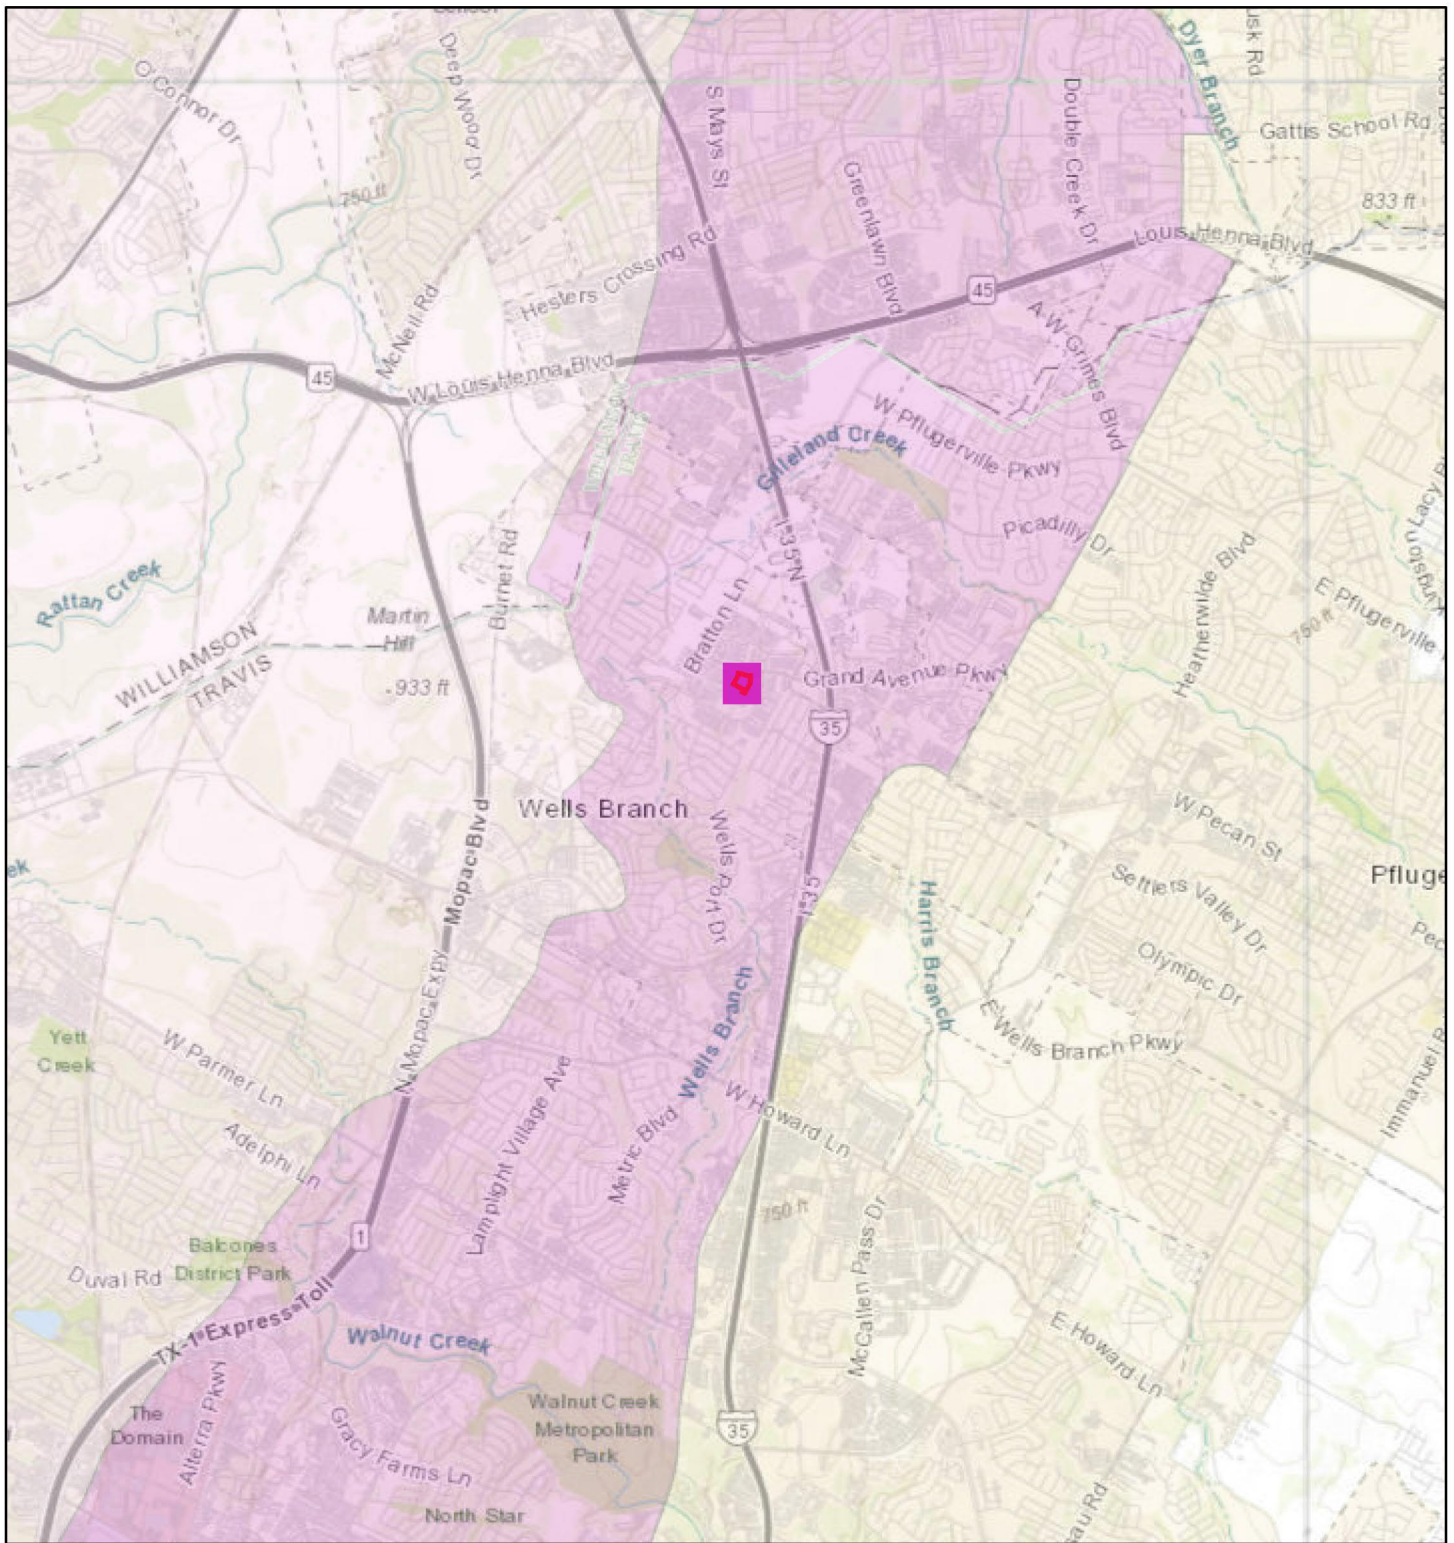 School
Dyer Branch
O'Connor Dr
Deep Wood Dr
S Mays St
Double Creek Dr
Gattis School Rd
750 ft
Greenlawn Blvd
833 ft
Louis Henna Blvd
Hesters Crossing Rd
45
McNeil Rd
A W Grimes Blvd
45
W Louis Henna Blvd
W Pflugerville Pkwy
Gilleland Creek
Picadilly Dr
I-35 N
Burnet Rd
Rattan Creek
Heatherwilde Blvd
Bratton Ln
E Pflugerville
750 ft
Martin
Hill
WILLIAMSON
TRAVIS
933 ft
Grand Avenue Pkwy
35
Wells Branch
W Pecan St
Mopac Blvd
Wells Port Dr
Settlers Valley Dr
Pfluge
I-35
Harris Branch
Pec
Olympic Dr
N Mopac Expy
Wells Branch
E Wells Branch Pkwy
Yett
Creek
W Parmer Ln
Lamplight Village Ave
Metric Blvd
W Howard Ln
Adelphi Ln
750 ft
McCallen Pass Dr
1
Balcones
District Park
Duval Rd
TX-1 Express Toll
Walnut Creek
E Howard Ln
The
Domain
Alterra Pkwy
Gracy Farms Ln
Walnut Creek
Metropolitan
Park
35
North Star